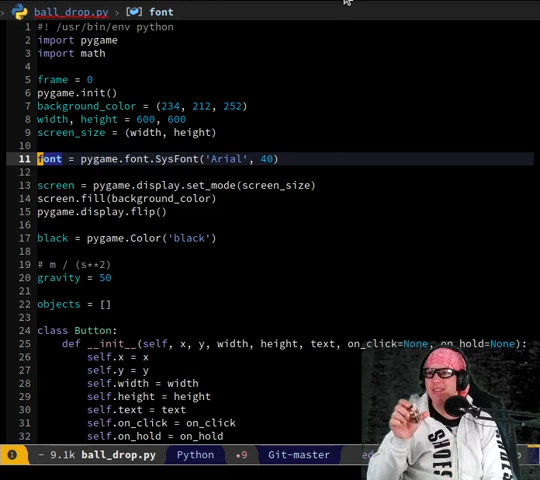 ball_drop.py > font
1 #! /usr/bin/env python
2 import pygame
3 import math
4
5 frame = 0
6 pygame.init()
7 background_color = (234, 212, 252)
8 width, height = 600, 600
9 screen_size = (width, height)
10
11 font = pygame.font.SysFont('Arial', 40)
12
13 screen = pygame.display.set_mode(screen_size)
14 screen.fill(background_color)
15 pygame.display.flip()
16
17 black = pygame.Color('black')
18
19 # m / (s**2)
20 gravity = 50
21
22 objects = []
23
24 class Button:
25     def __init__(self, x, y, width, height, text, on_click=None, on_hold=None):
26         self.x = x
27         self.y = y
28         self.width = width
29         self.height = height
30         self.text = text
31         self.on_click = on_click
32         self.on_hold = on_hold
- 9.1k ball_drop.py Python •9 Git-master